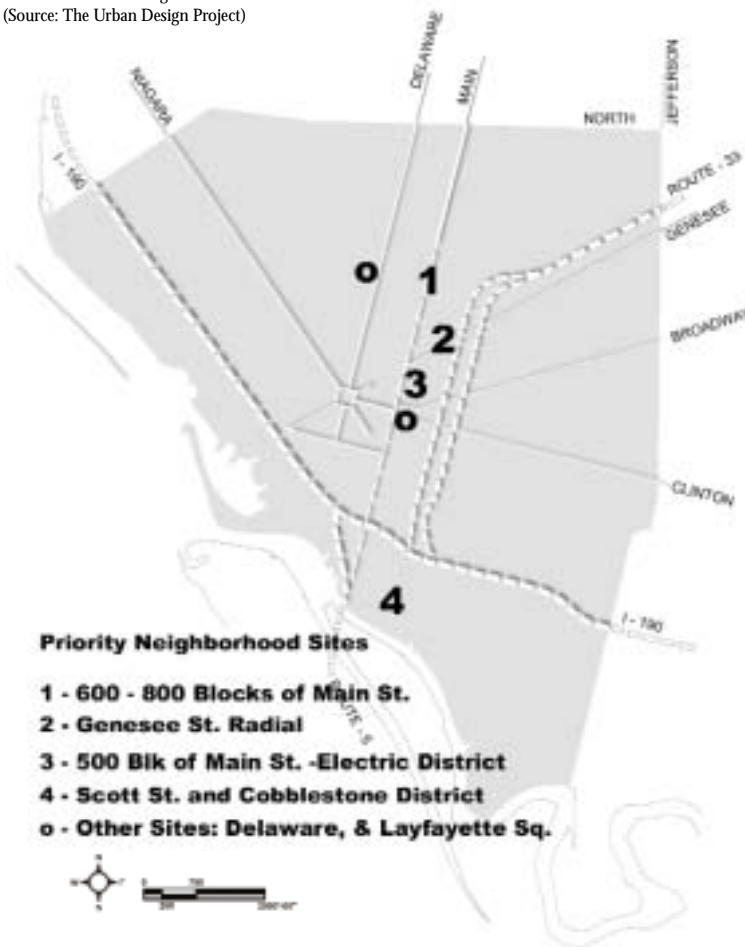 (Source: The Urban Design Project)
DELAWARE
MAIN
JEFFERSON
NIAGARA
NORTH
I - 190
ROUTE - 33
GENESEE
o
1
2
BROADWAY
3
o
CLINTON
4
I - 190
ROUTE - 5
Priority Neighborhood Sites
1 - 600 - 800 Blocks of Main St.
2 - Genesee St. Radial
3 - 500 Blk of Main St. -Electric District
4 - Scott St. and Cobblestone District
o - Other Sites: Delaware, & Layfayette Sq.
N
W
S
0